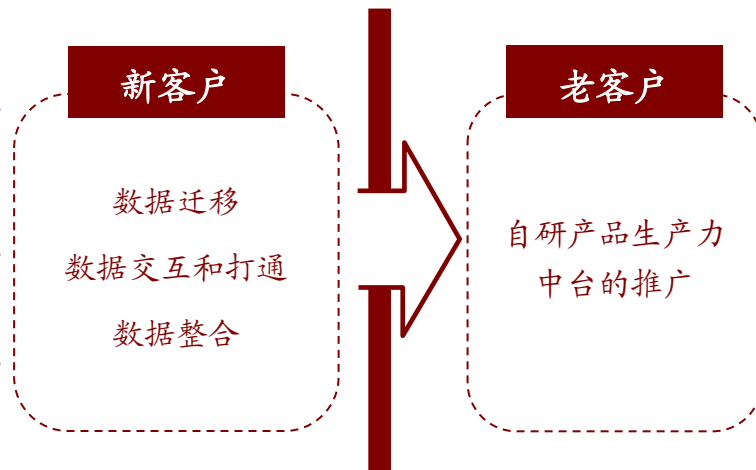 新客户
数据迁移
数据交互和打通
数据整合
老客户
自研产品生产力
中台的推广